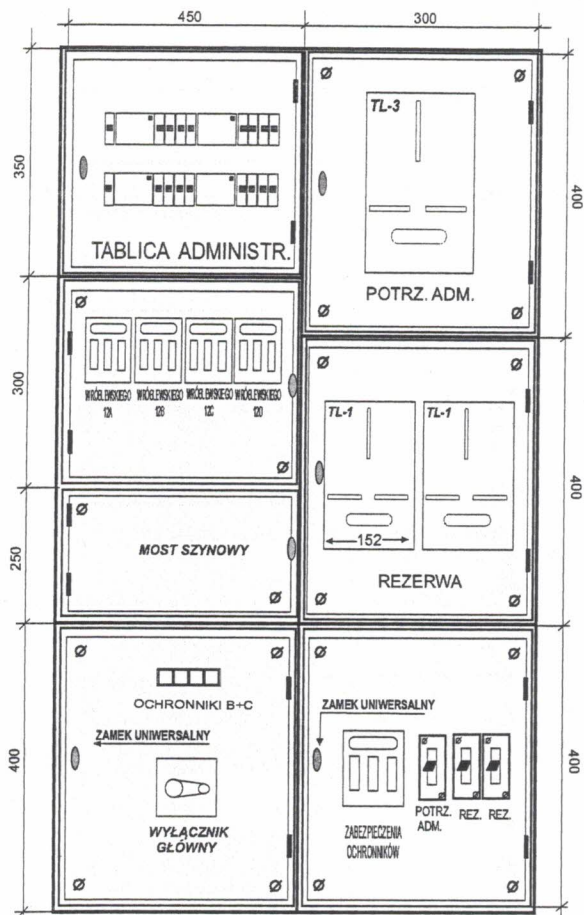 450
300
350
TABLICA ADMINISTR.
TL-3
POTRZ. ADM.
400
300
WRÓBLEWSKIEGO
12A
WRÓBLEWSKIEGO
12B
WRÓBLEWSKIEGO
12C
WRÓBLEWSKIEGO
12D
TL-1
TL-1
152
REZERWA
400
250
MOST SZYNOWY
400
OCHRONNIKI B+C
ZAMEK UNIWERSALNY
WYŁĄCZNIK
GŁÓWNY
ZAMEK UNIWERSALNY
ZABEZPIECZENIA
OCHRONNIKÓW
POTRZ.
ADM.
REZ.
REZ.
400